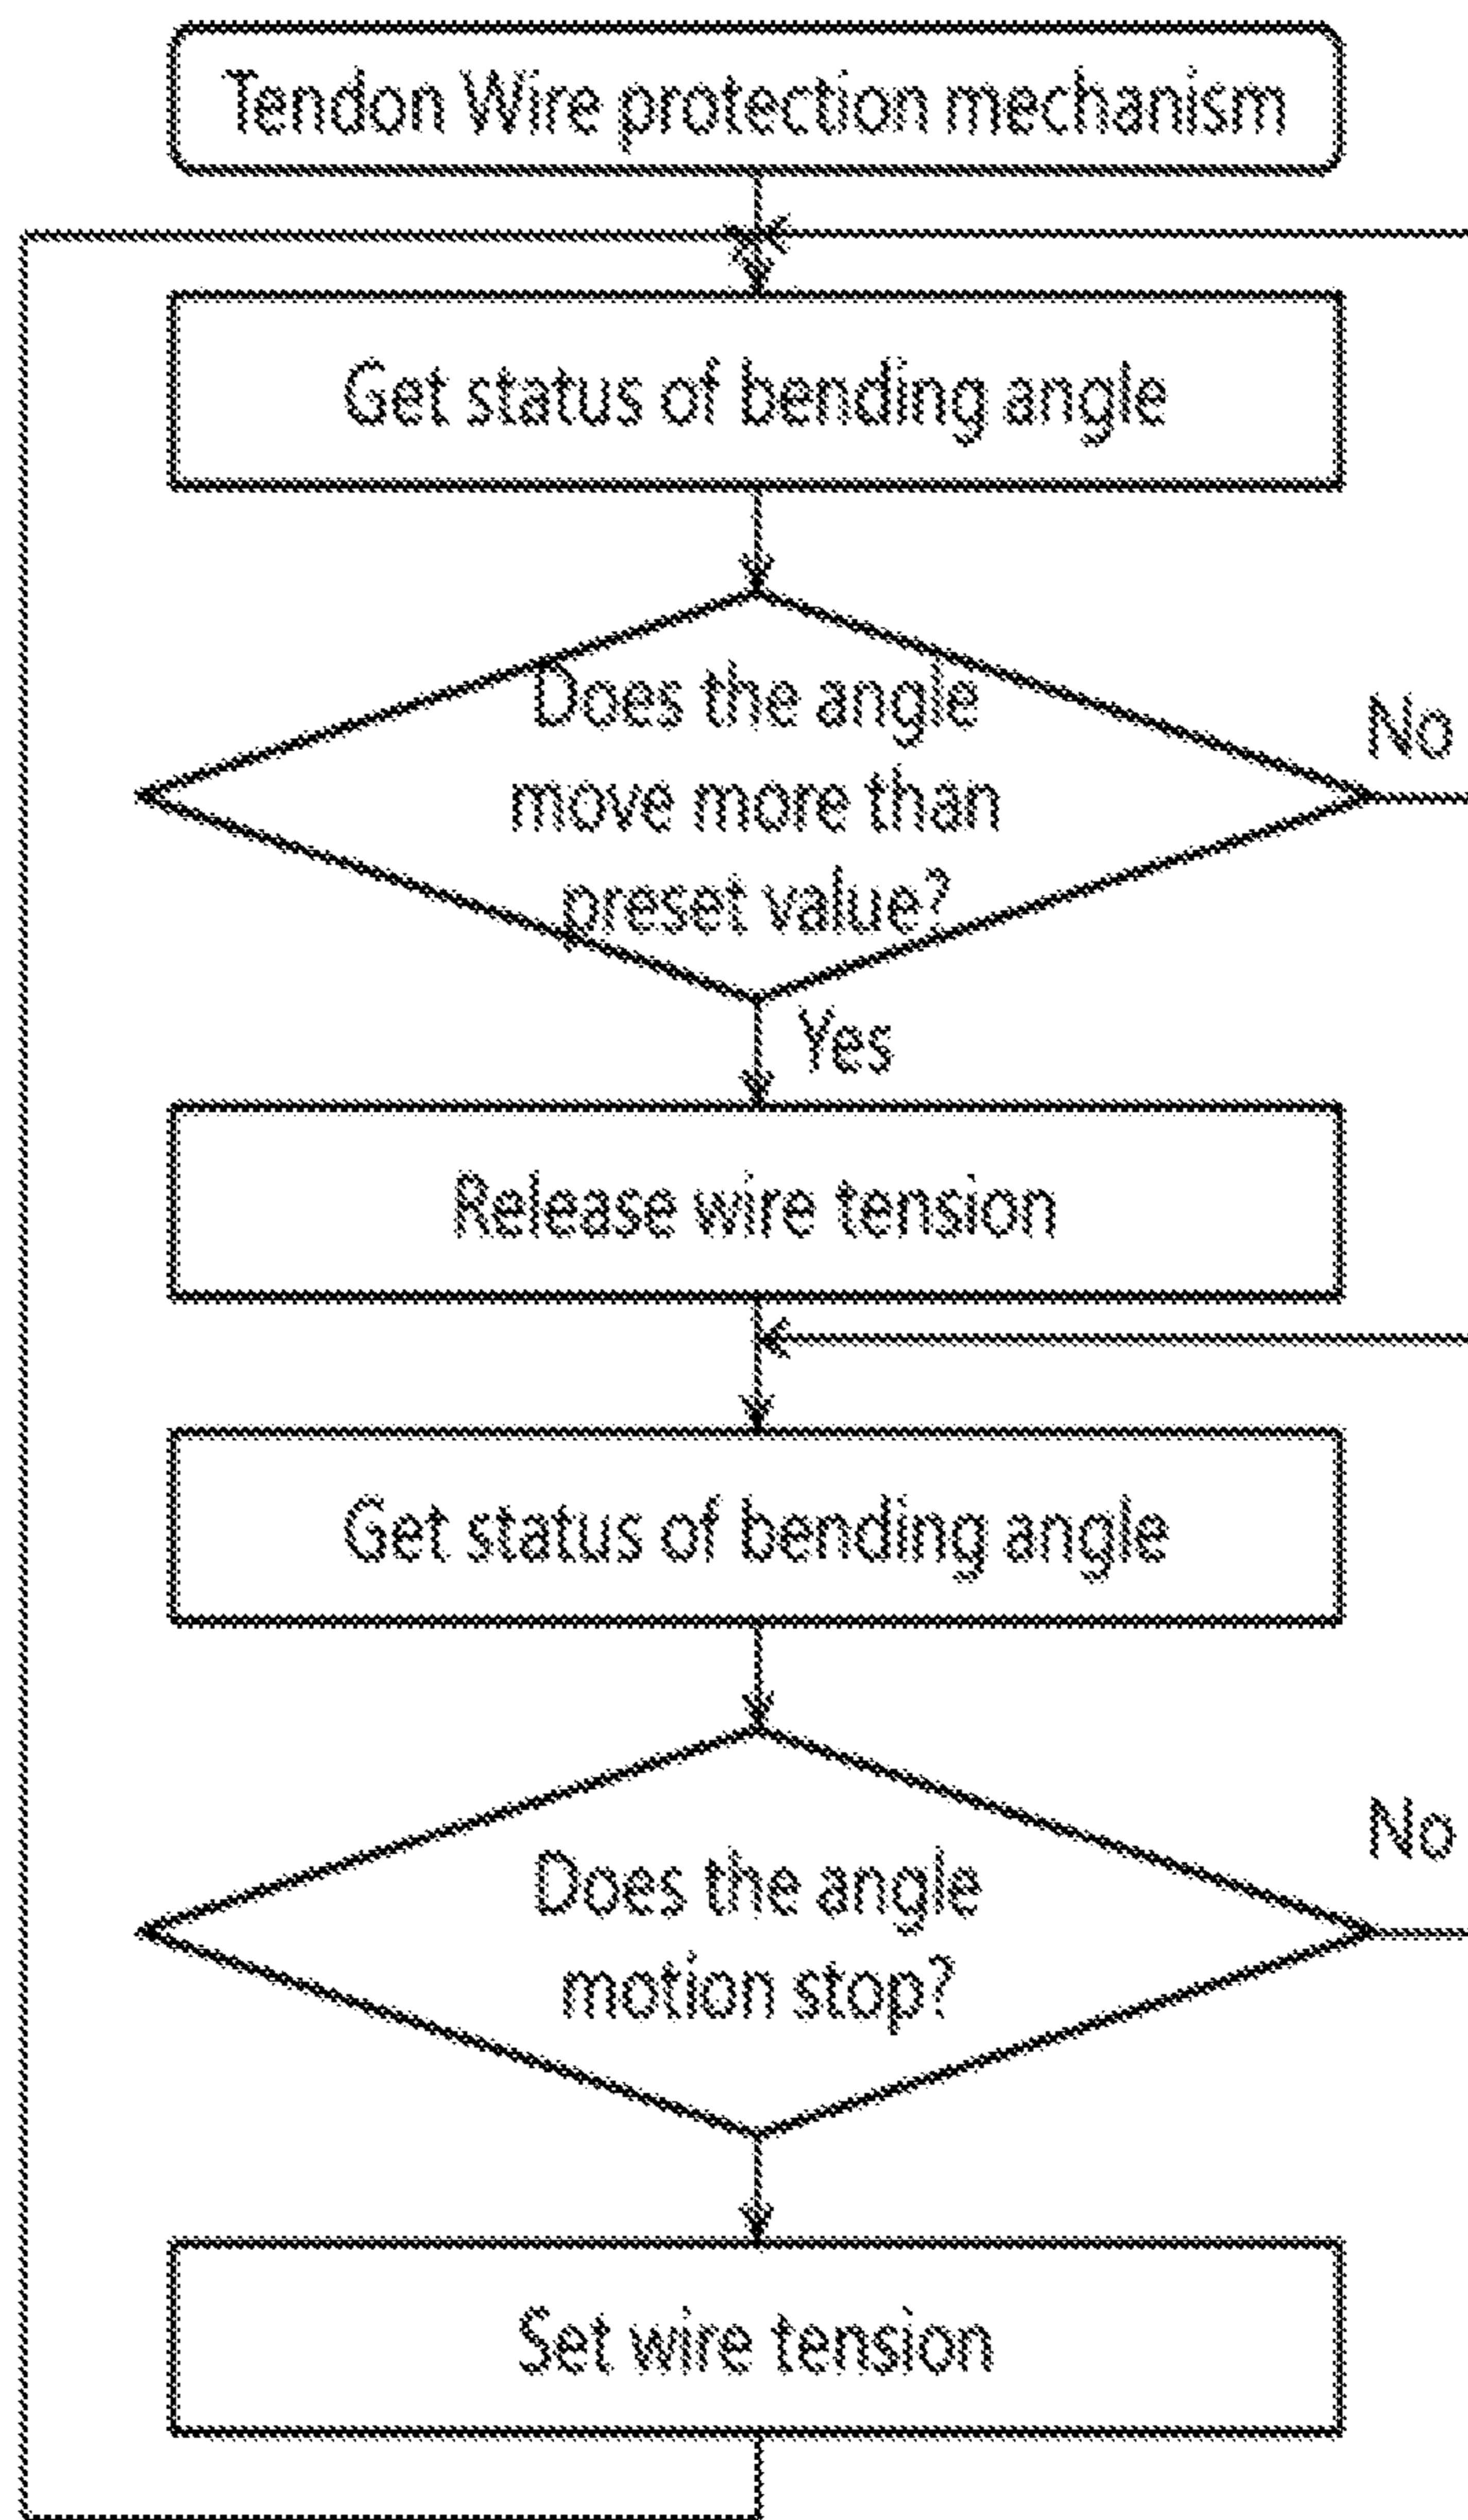 Tendon Wire protection mechanism
Get status of bending angle
Does the angle
move more than
preset value?
No
Yes
Release wire tension
Get status of bending angle
Does the angle
motion stop?
No
Set wire tension